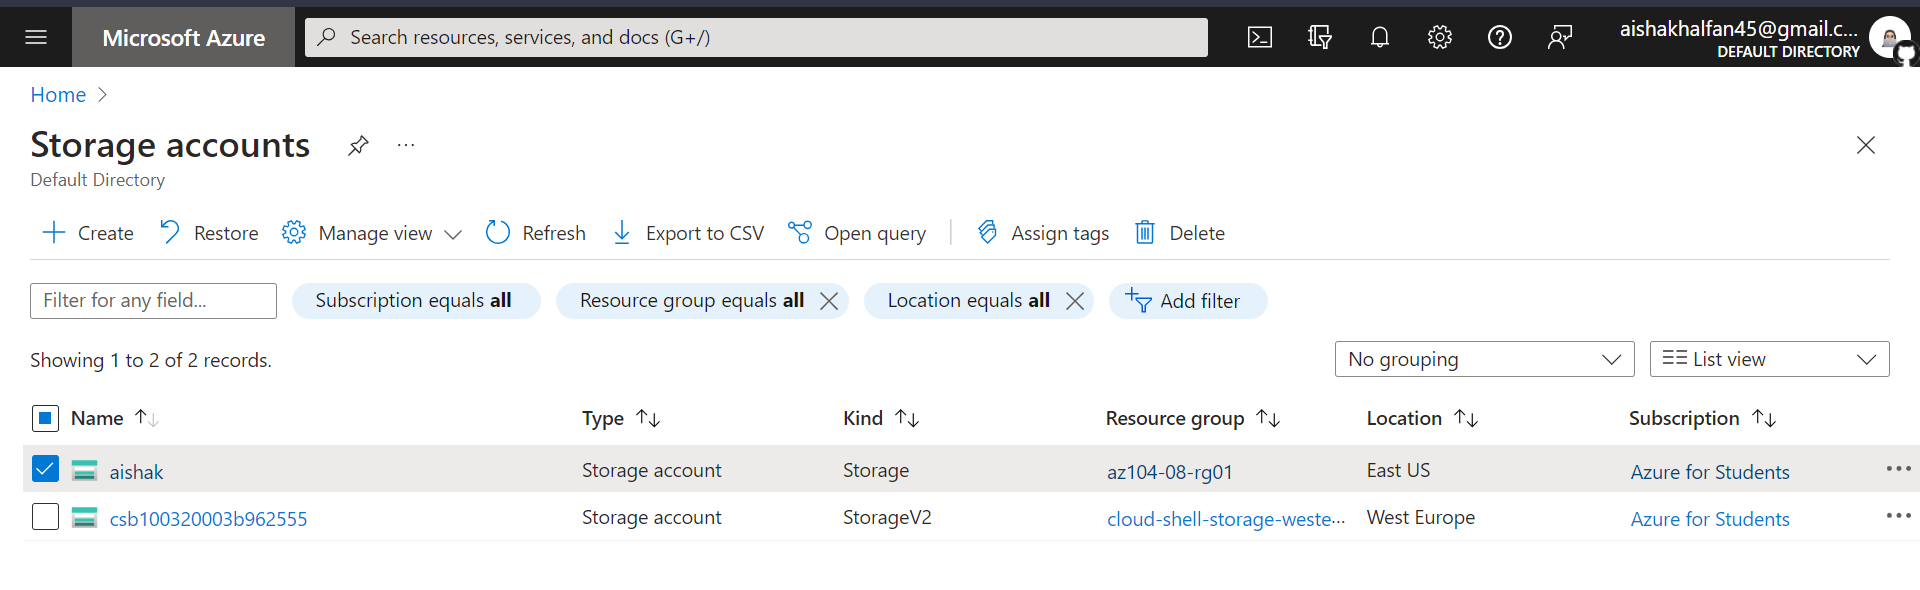 Microsoft Azure
Search resources, services, and docs (G+/)
aishakhalfan45@gmail.c...
DEFAULT DIRECTORY
Home
Storage accounts
Default Directory
Create Restore Manage view Refresh Export to CSV Open query Assign tags Delete
Filter for any field... Subscription equals all Resource group equals all Location equals all Add filter
Showing 1 to 2 of 2 records. No grouping List view
Name Type Kind Resource group Location Subscription
aishak Storage account Storage az104-08-rg01 East US Azure for Students
csb100320003b962555 Storage account StorageV2 cloud-shell-storage-weste... West Europe Azure for Students